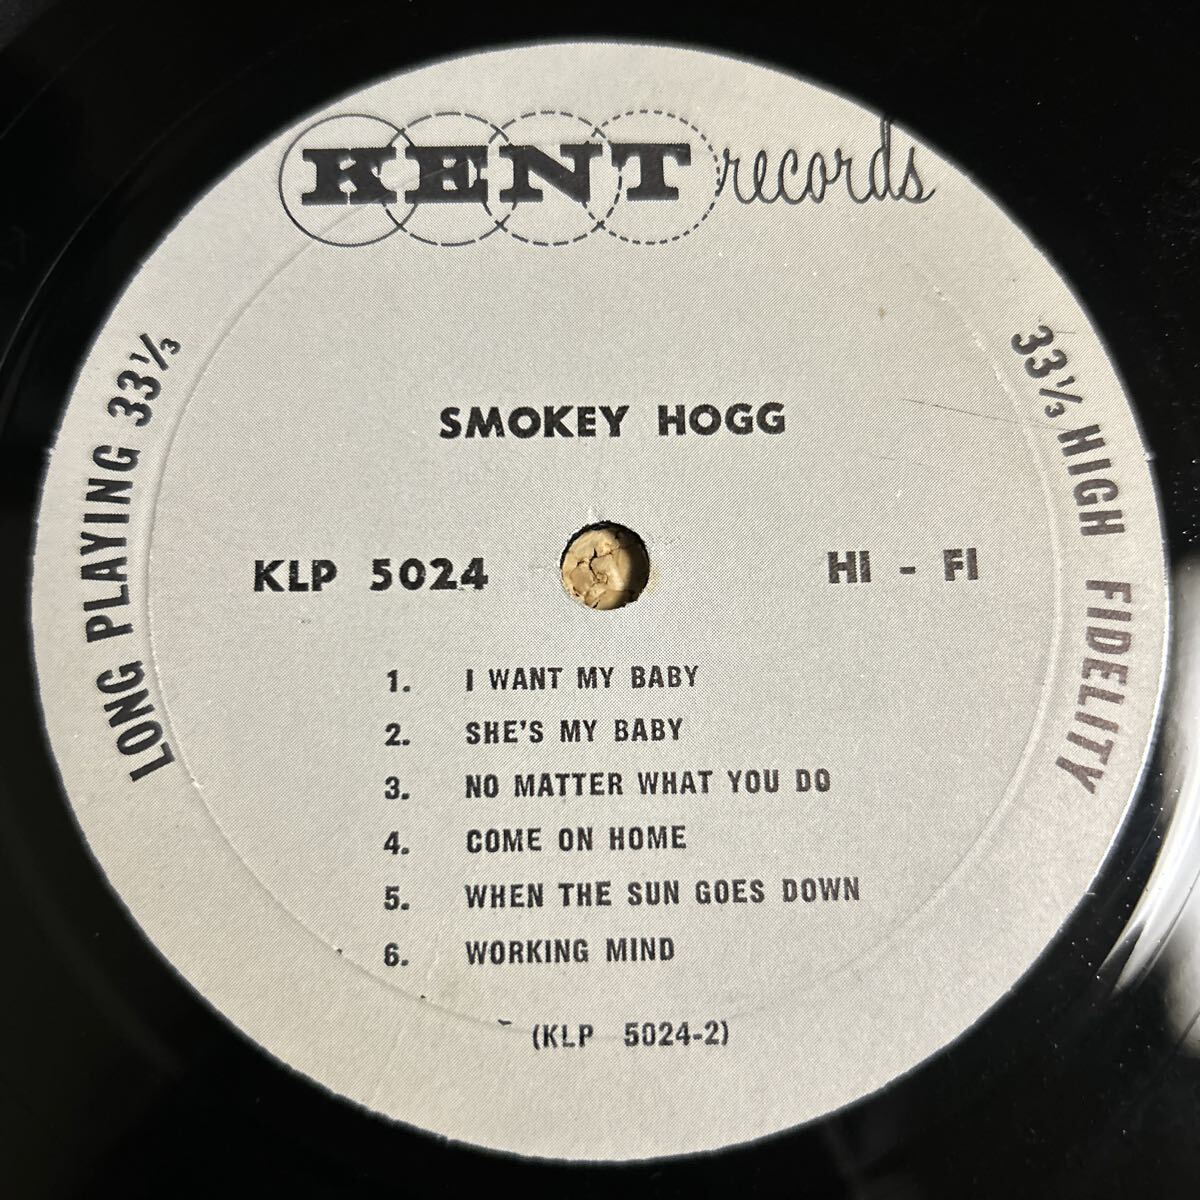 KENT records
LONG PLAYING 33⅓
33⅓ HIGH FIDELITY
SMOKEY HOGG
KLP 5024
HI - FI
1. I WANT MY BABY
2. SHE'S MY BABY
3. NO MATTER WHAT YOU DO
4. COME ON HOME
5. WHEN THE SUN GOES DOWN
6. WORKING MIND
(KLP 5024-2)